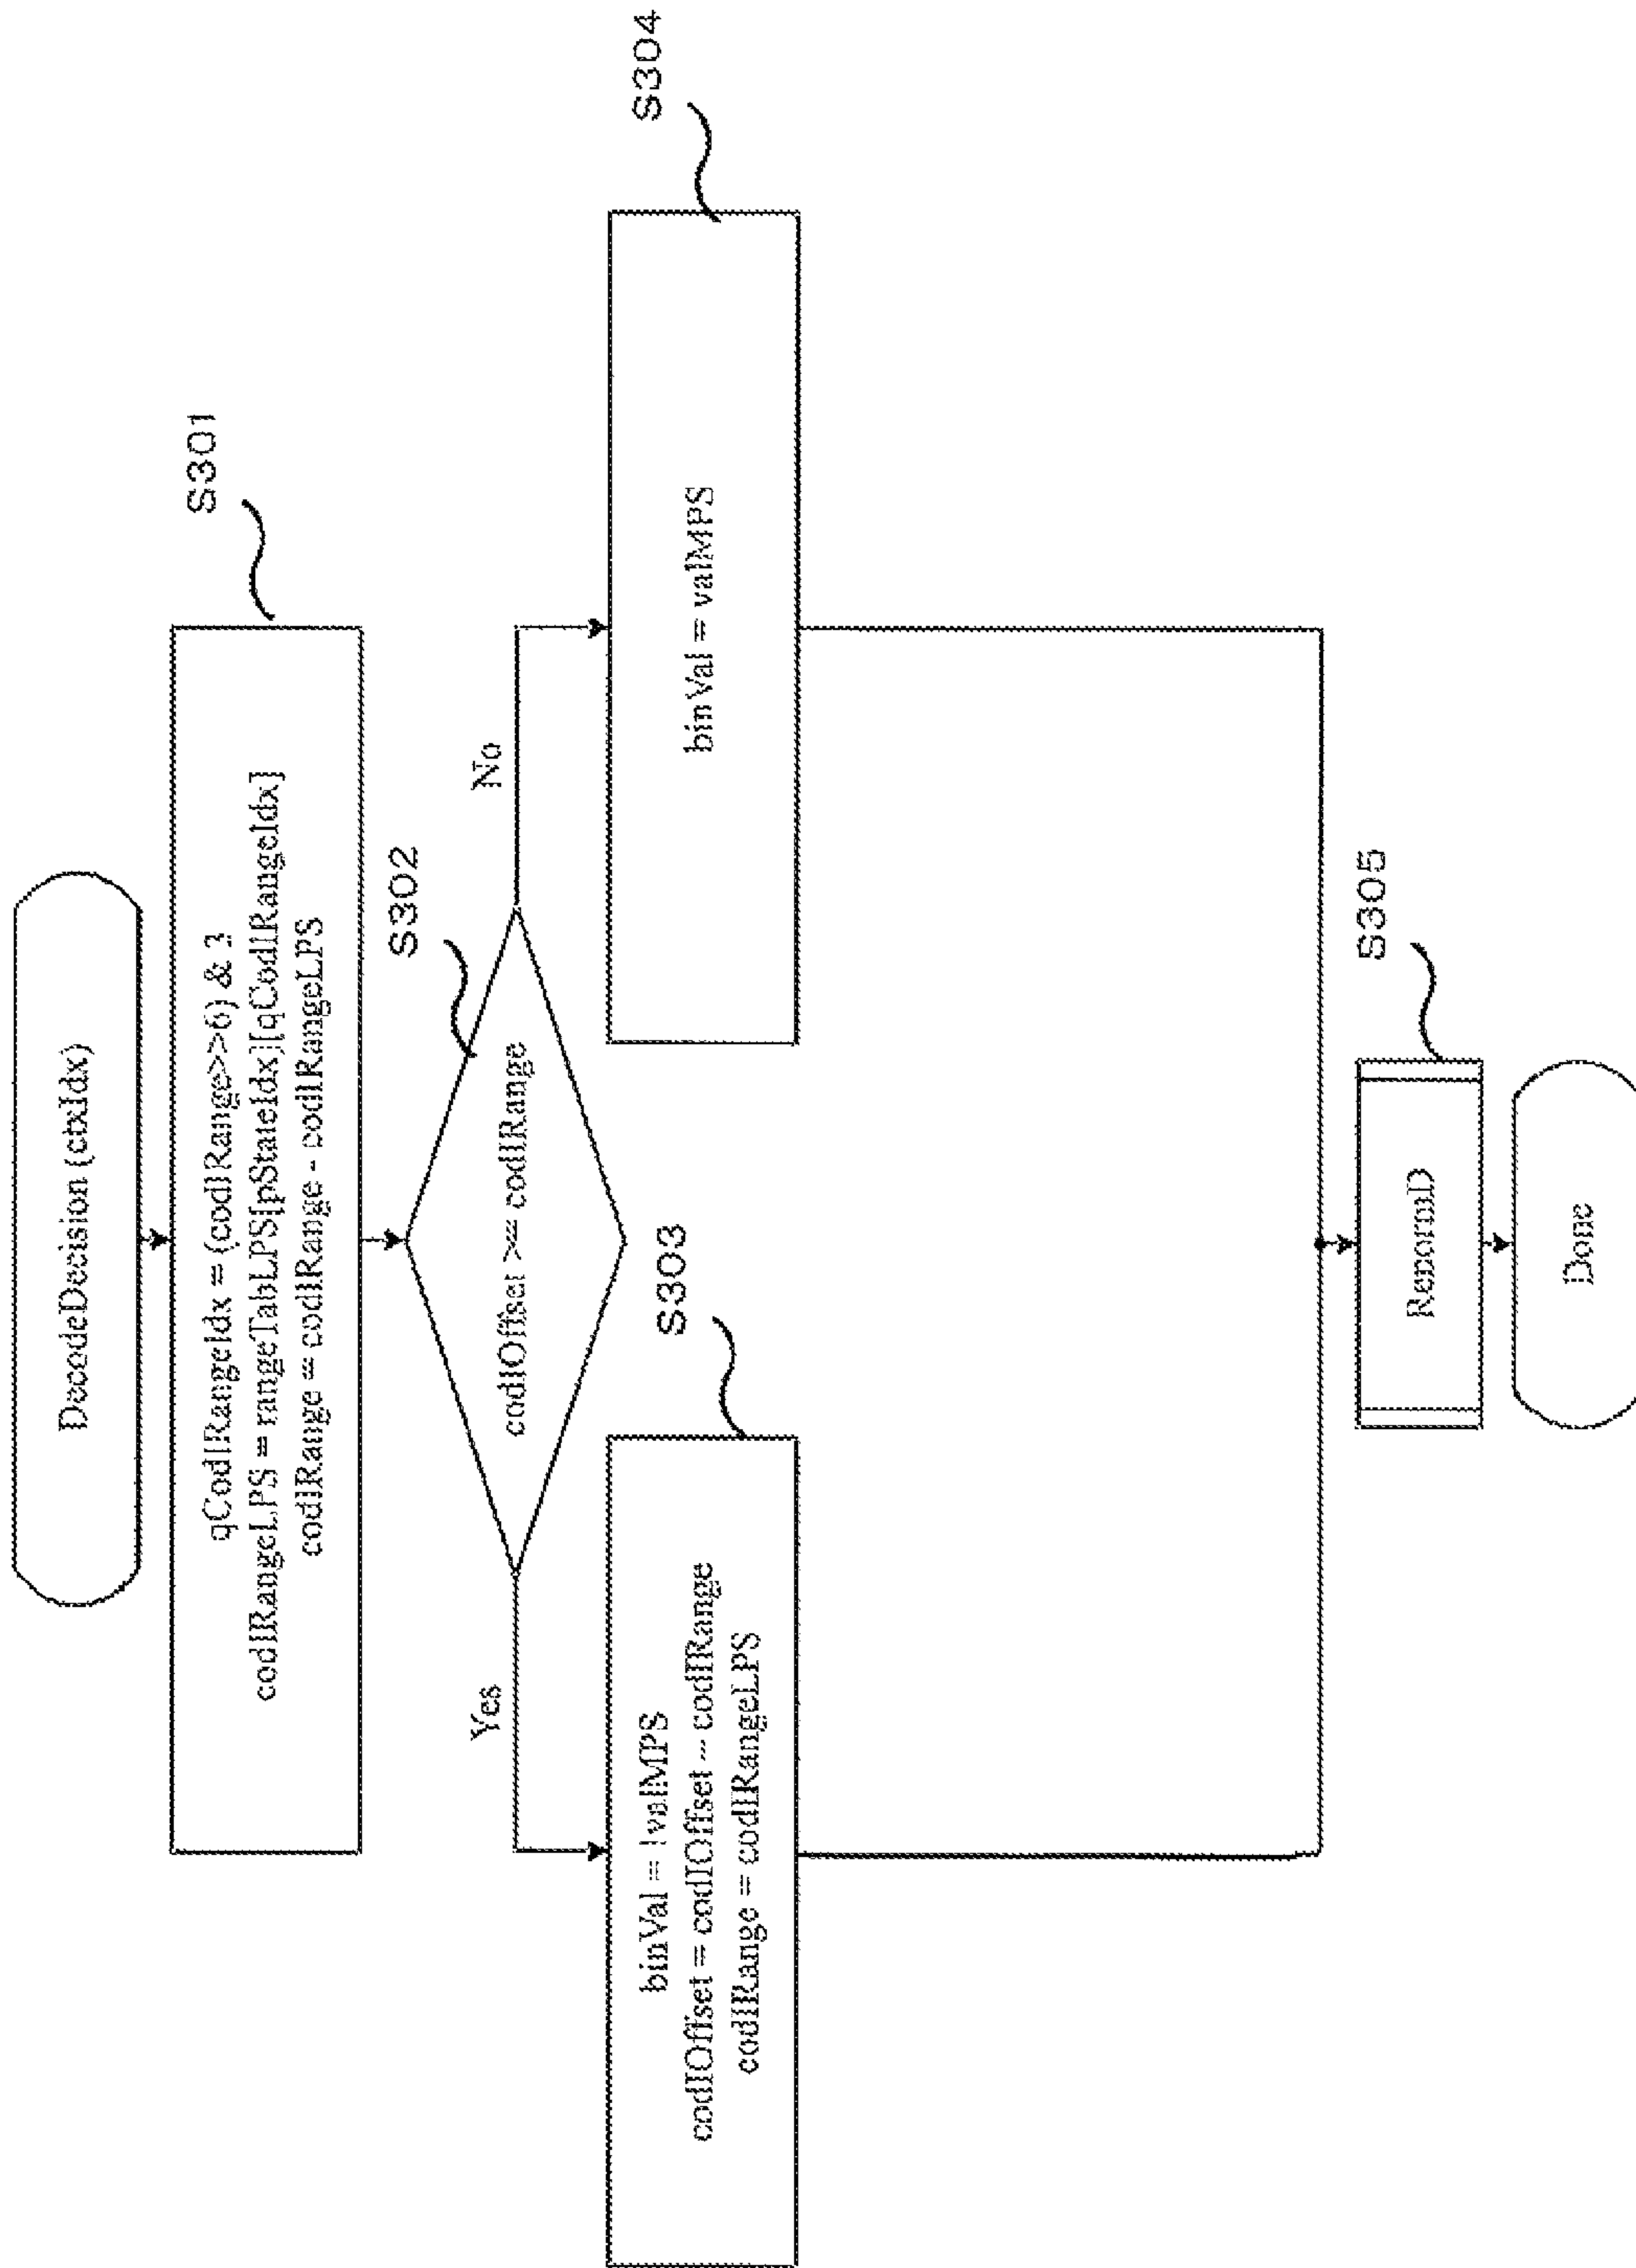 DecodeDecision (ctxIdx)
S301
qCodIRangeIdx = (codIRange>>6) & 3
codIRangeLPS = rangeTabLPS[pStateIdx][qCodIRangeIdx]
codIRange = codIRange - codIRangeLPS
S302
codIOffset >= codIRange
Yes
No
S303
binVal = !valMPS
codIOffset = codIOffset - codIRange
codIRange = codIRangeLPS
S304
binVal = valMPS
S305
RenormD
Done